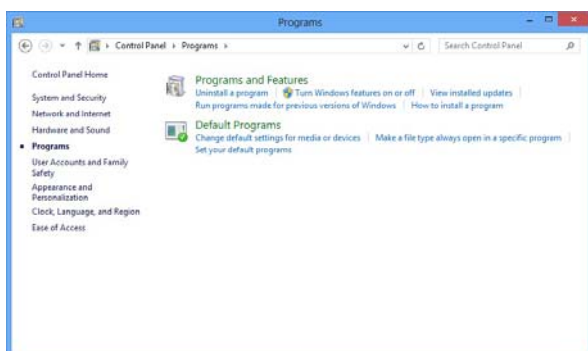 Programs
Control Panel › Programs ›
Search Control Panel
Control Panel Home
System and Security
Network and Internet
Hardware and Sound
Programs
User Accounts and Family
Safety
Appearance and
Personalization
Clock, Language, and Region
Ease of Access
Programs and Features
Uninstall a program
Turn Windows features on or off
View installed updates
Run programs made for previous versions of Windows
How to install a program
Default Programs
Change default settings for media or devices
Make a file type always open in a specific program
Set your default programs